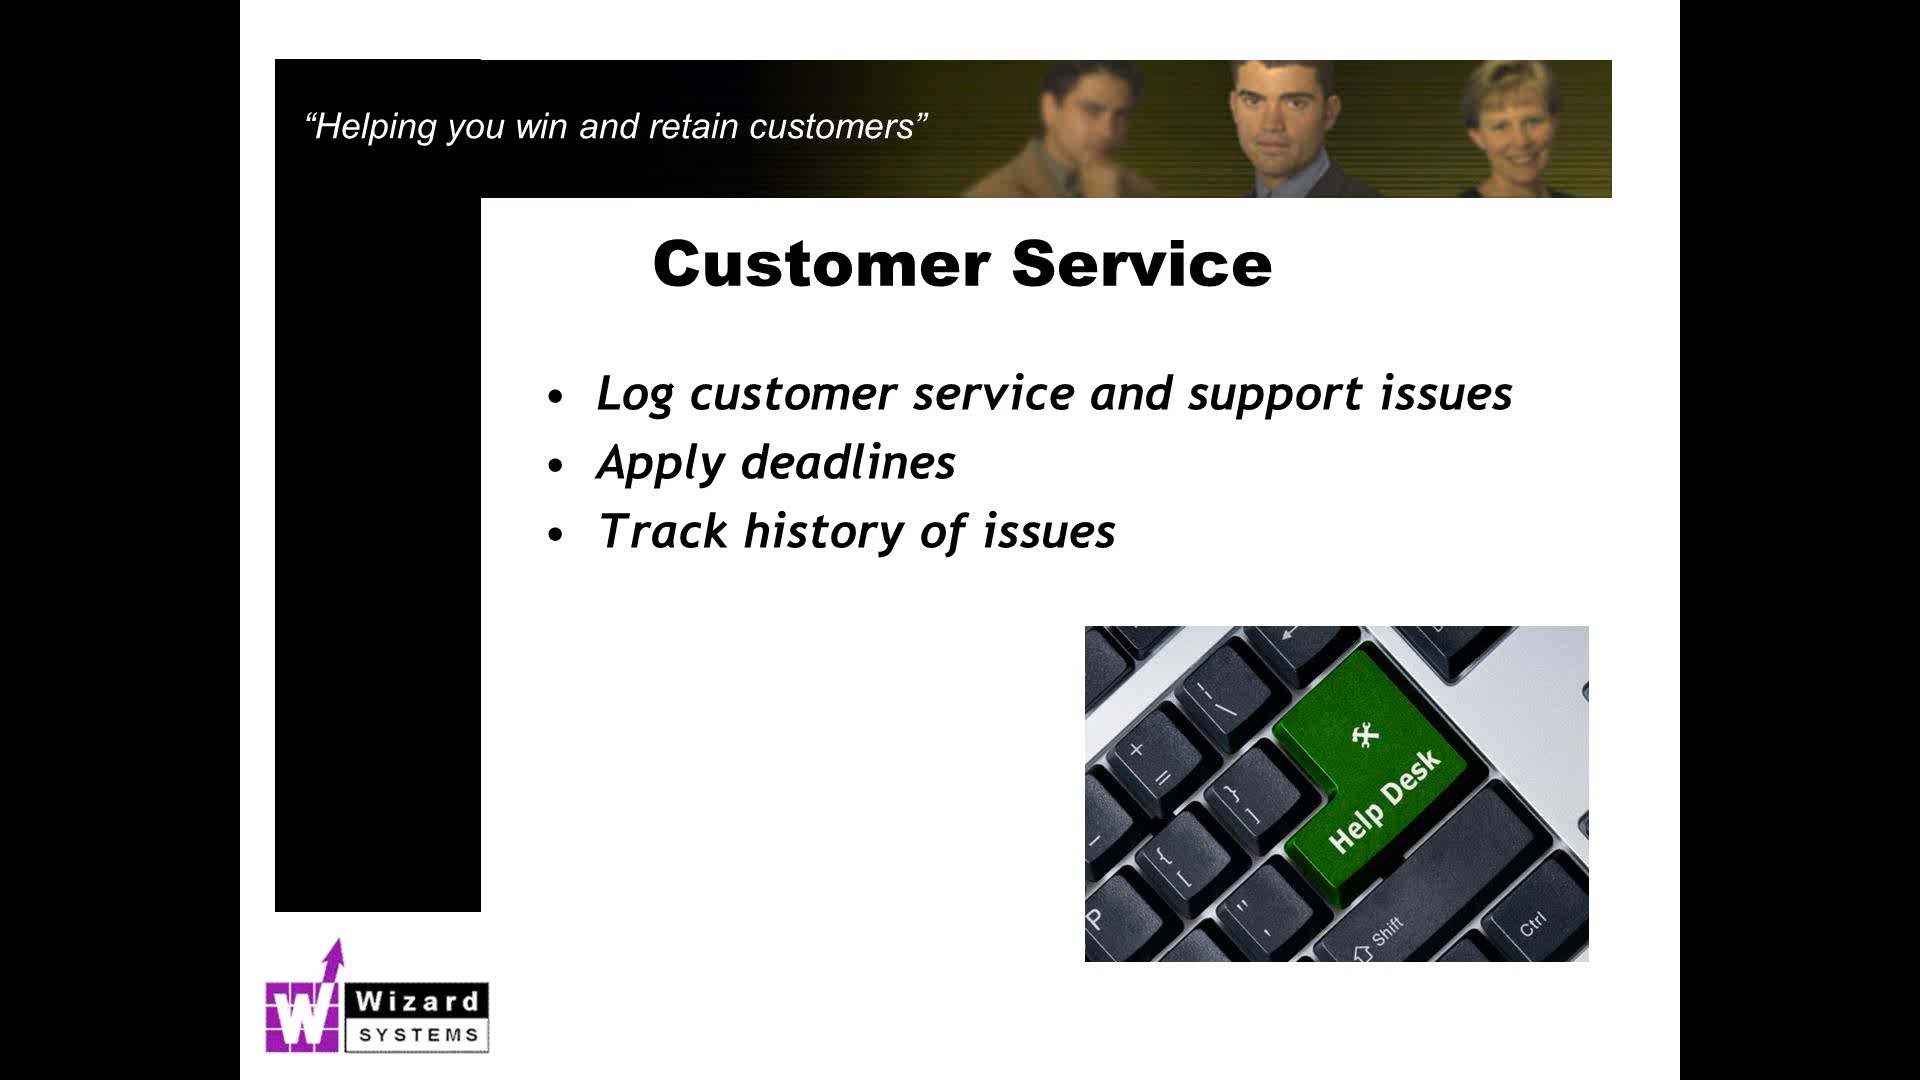 “Helping you win and retain customers”
Customer Service
• Log customer service and support issues
• Apply deadlines
• Track history of issues
Help Desk
+
=
}
]
{
[
"
'
P
Shift
Ctrl
W Wizard
SYSTEMS